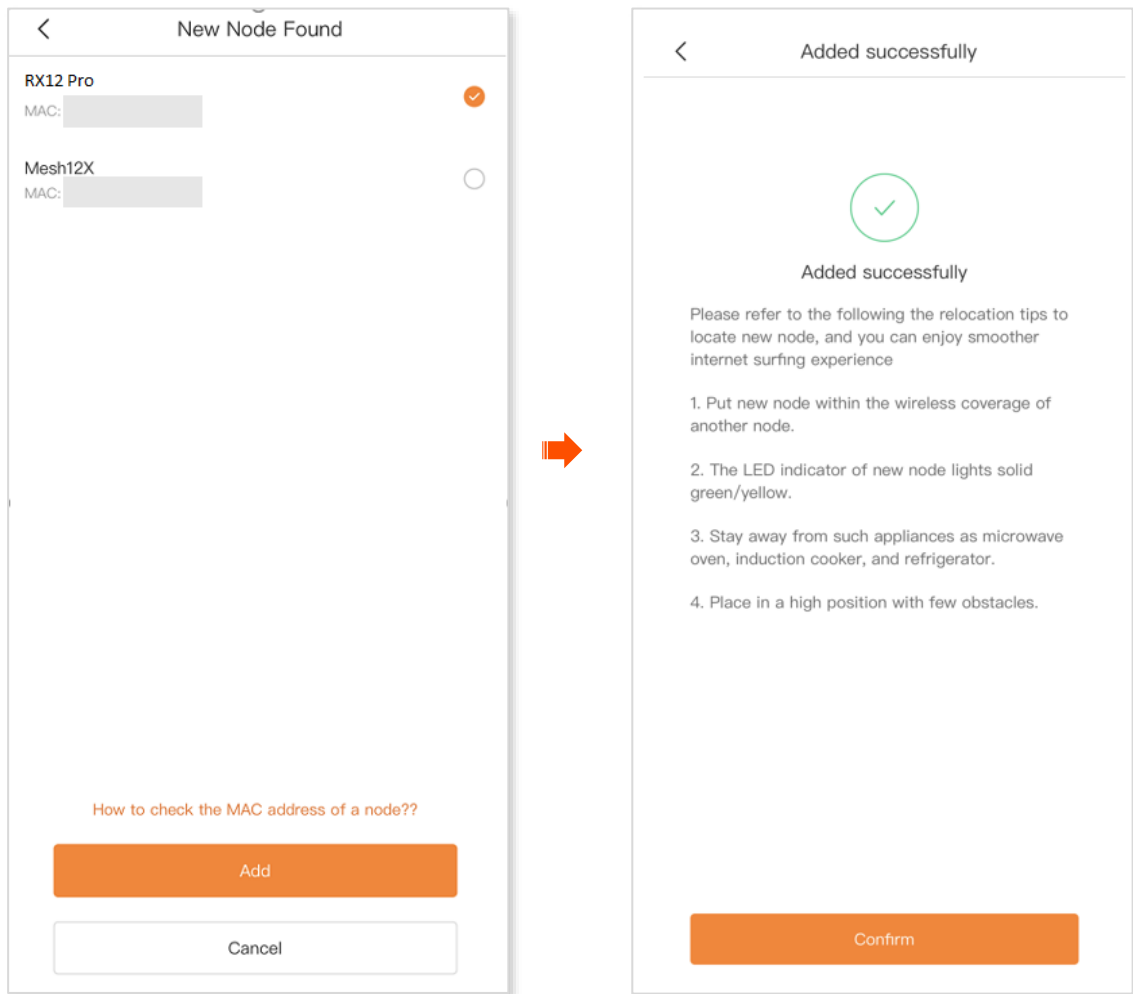 New Node Found
RX12 Pro
MAC:
Mesh12X
MAC:
How to check the MAC address of a node??
Add
Cancel
Added successfully
Added successfully
Please refer to the following the relocation tips to
locate new node, and you can enjoy smoother
internet surfing experience
1. Put new node within the wireless coverage of
another node.
2. The LED indicator of new node lights solid
green/yellow.
3. Stay away from such appliances as microwave
oven, induction cooker, and refrigerator.
4. Place in a high position with few obstacles.
Confirm